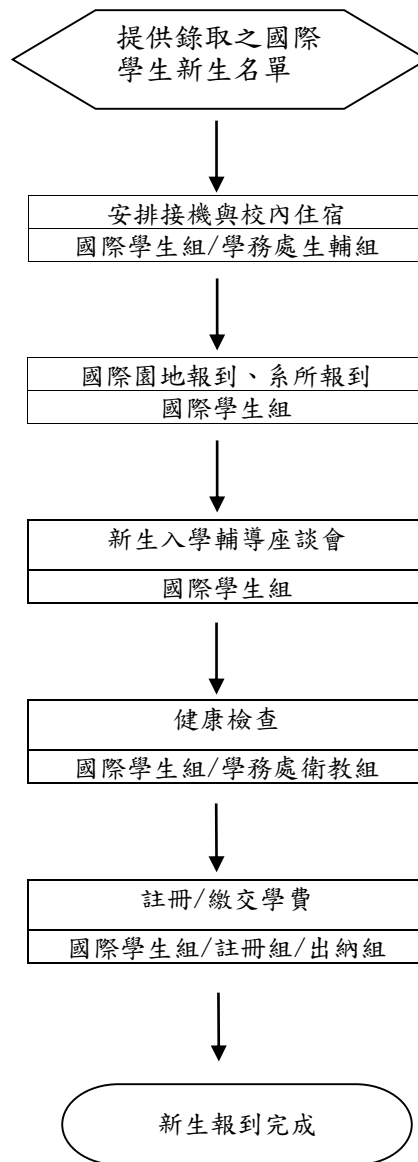 提供錄取之國際
學生新生名單
安排接機與校內住宿
國際學生組/學務處生輔組
國際園地報到、系所報到
國際學生組
新生入學輔導座談會
國際學生組
健康檢查
國際學生組/學務處衛教組
註冊/繳交學費
國際學生組/註冊組/出納組
新生報到完成